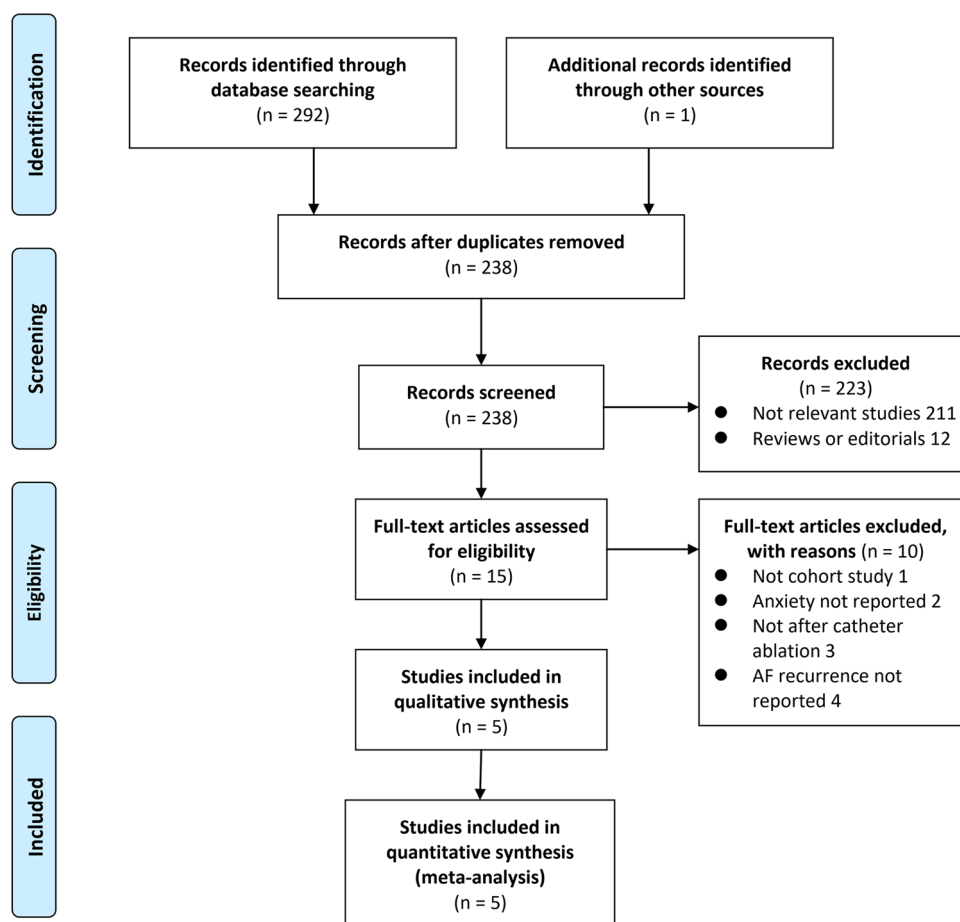 Identification
Records identified through
database searching
(n = 292)
Additional records identified
through other sources
(n = 1)
Records after duplicates removed
(n = 238)
Screening
Records screened
(n = 238)
Records excluded
(n = 223)
● Not relevant studies 211
● Reviews or editorials 12
Eligibility
Full-text articles assessed
for eligibility
(n = 15)
Full-text articles excluded,
with reasons (n = 10)
● Not cohort study 1
● Anxiety not reported 2
● Not after catheter
ablation 3
● AF recurrence not
reported 4
Studies included in
qualitative synthesis
(n = 5)
Included
Studies included in
quantitative synthesis
(meta-analysis)
(n = 5)